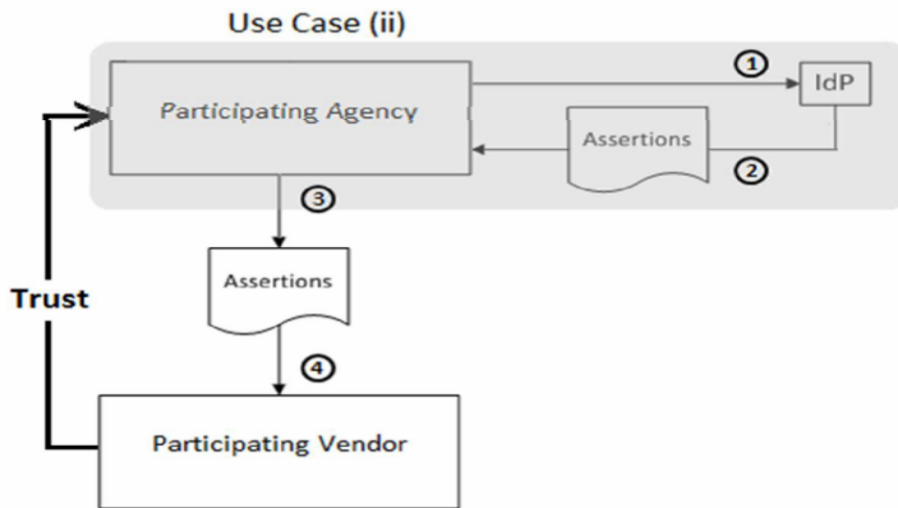 Use Case (ii)
1
IdP
Participating Agency
Assertions
2
3
Assertions
Trust
4
Participating Vendor